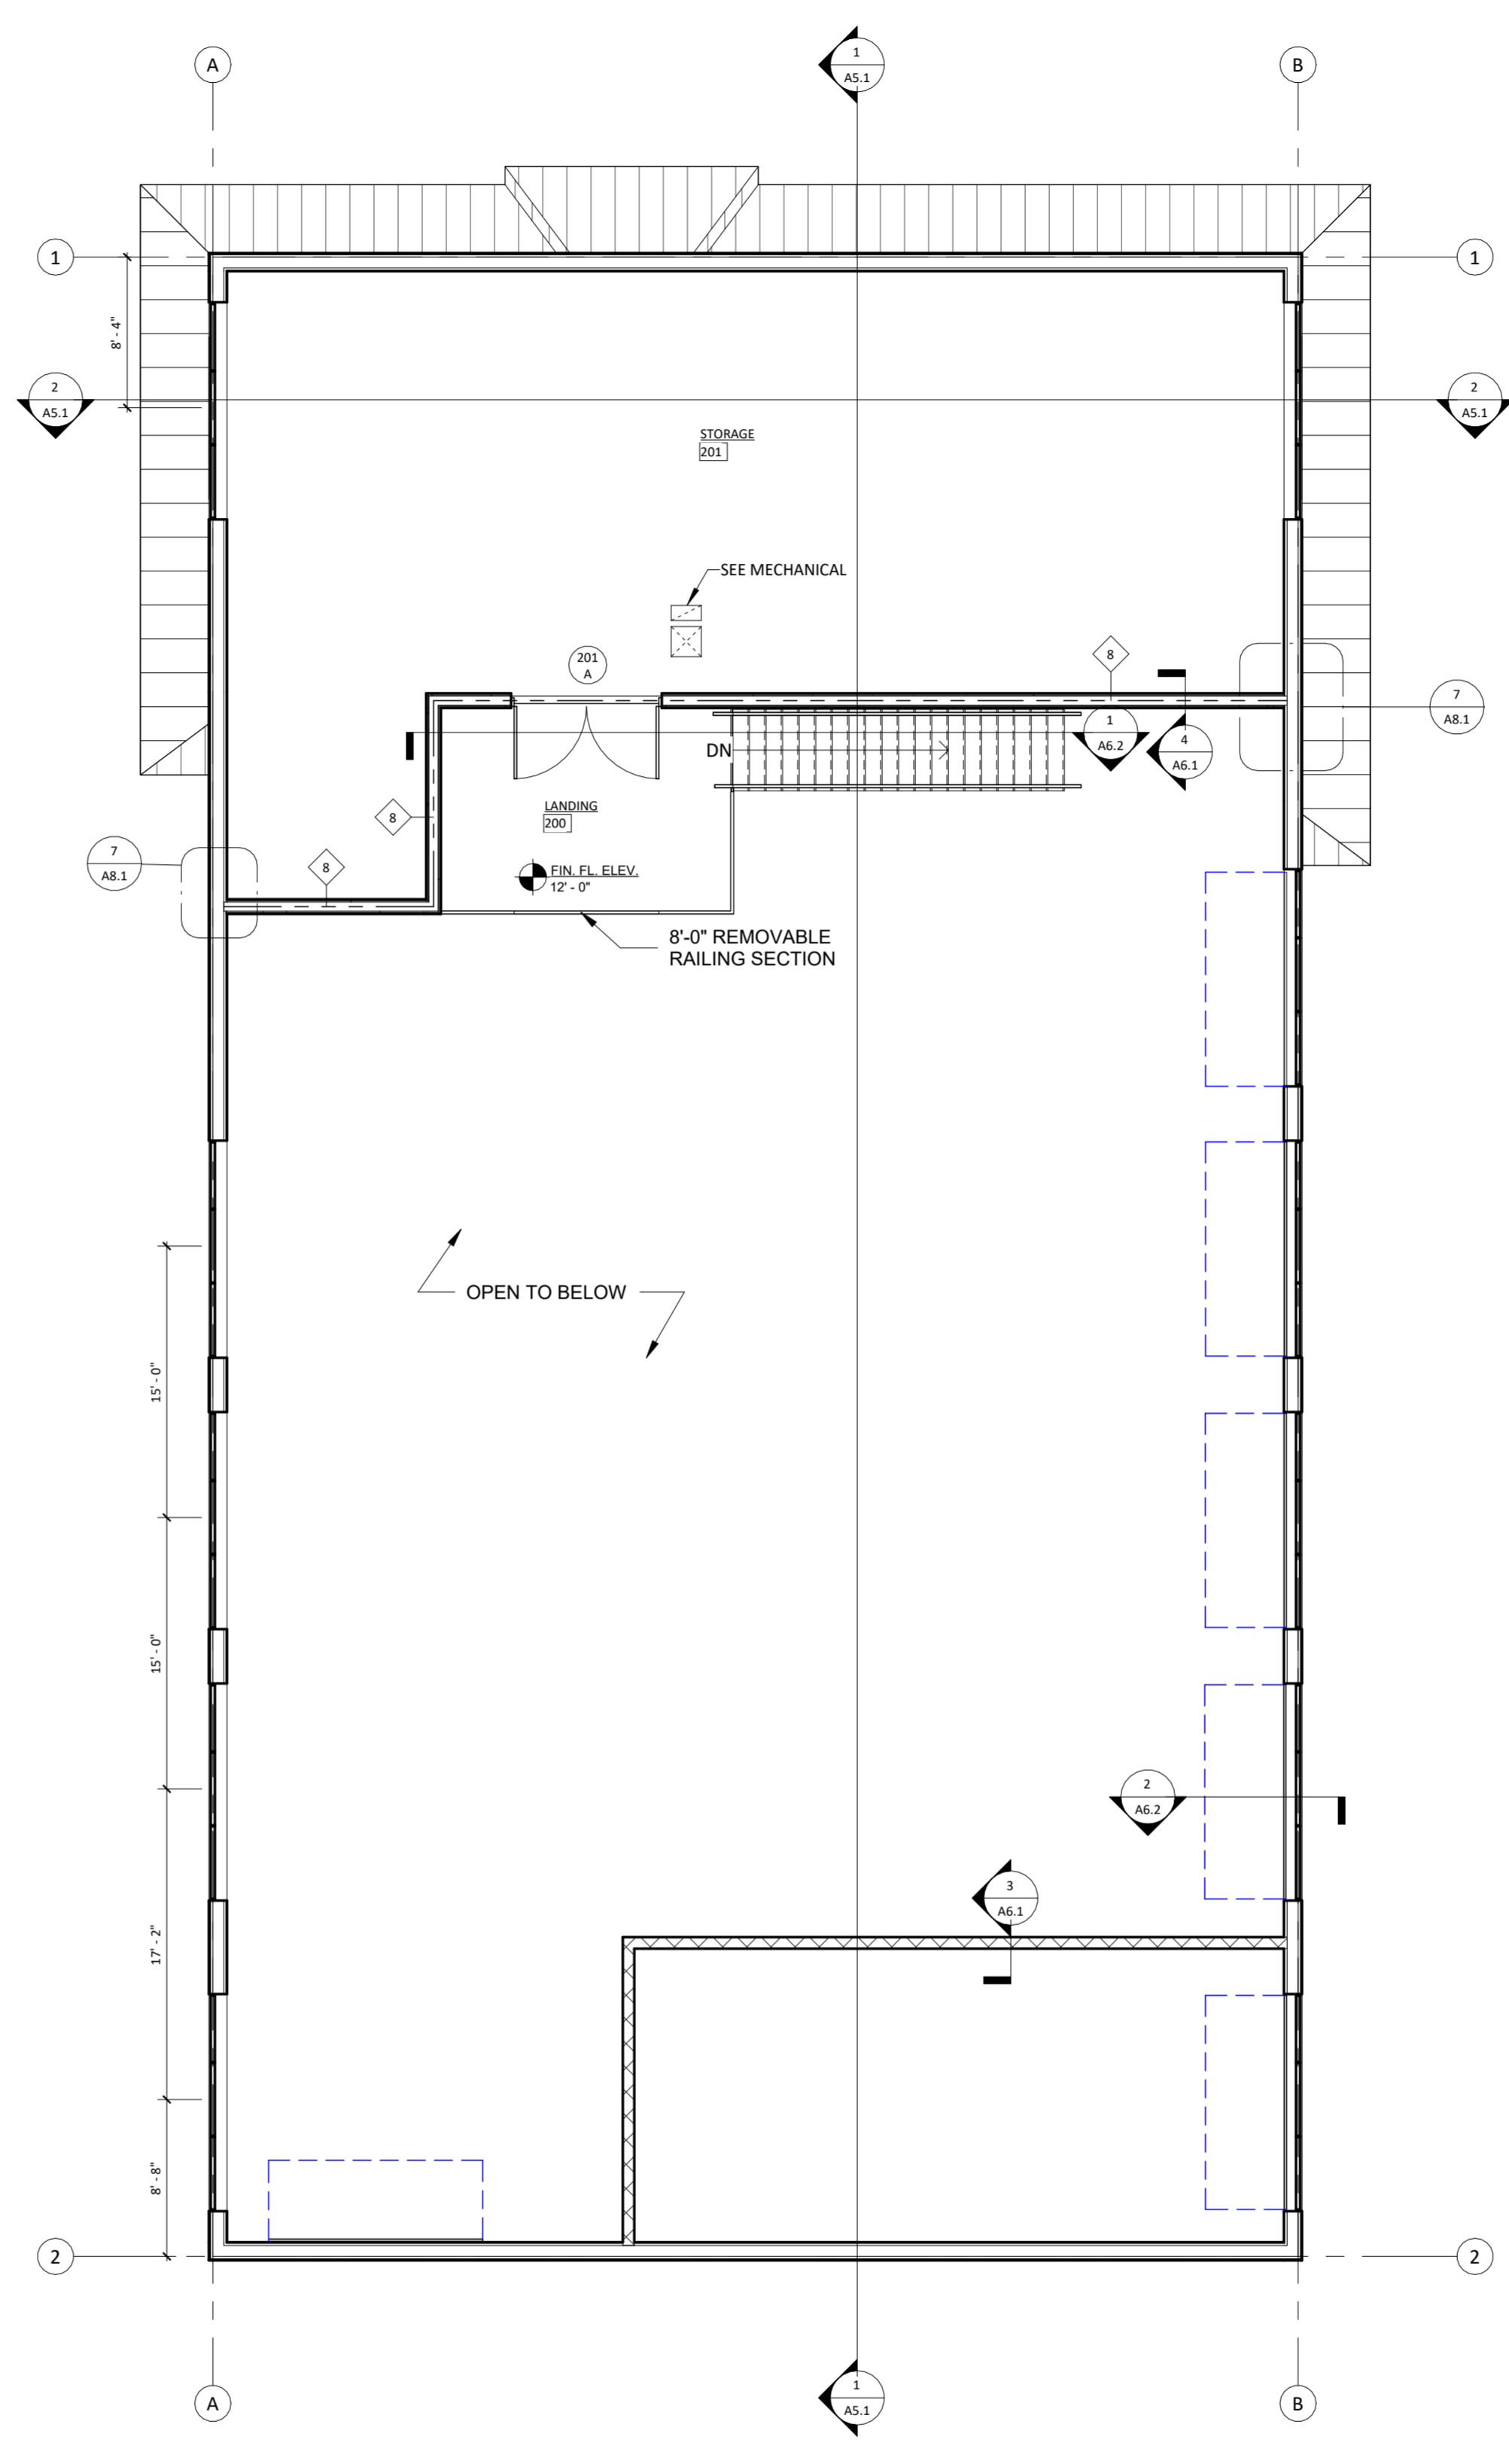 1
A5.1
A
B
1
1
8' - 4"
2
A5.1
2
A5.1
STORAGE
201
SEE MECHANICAL
201
A
8
7
A8.1
1
A6.2
4
A6.1
DN
LANDING
200
8
8
7
A8.1
FIN. FL. ELEV.
12' - 0"
8'-0" REMOVABLE
RAILING SECTION
OPEN TO BELOW
15' - 0"
15' - 0"
2
A6.2
3
A6.1
17' - 2"
8' - 8"
2
2
A
B
1
A5.1